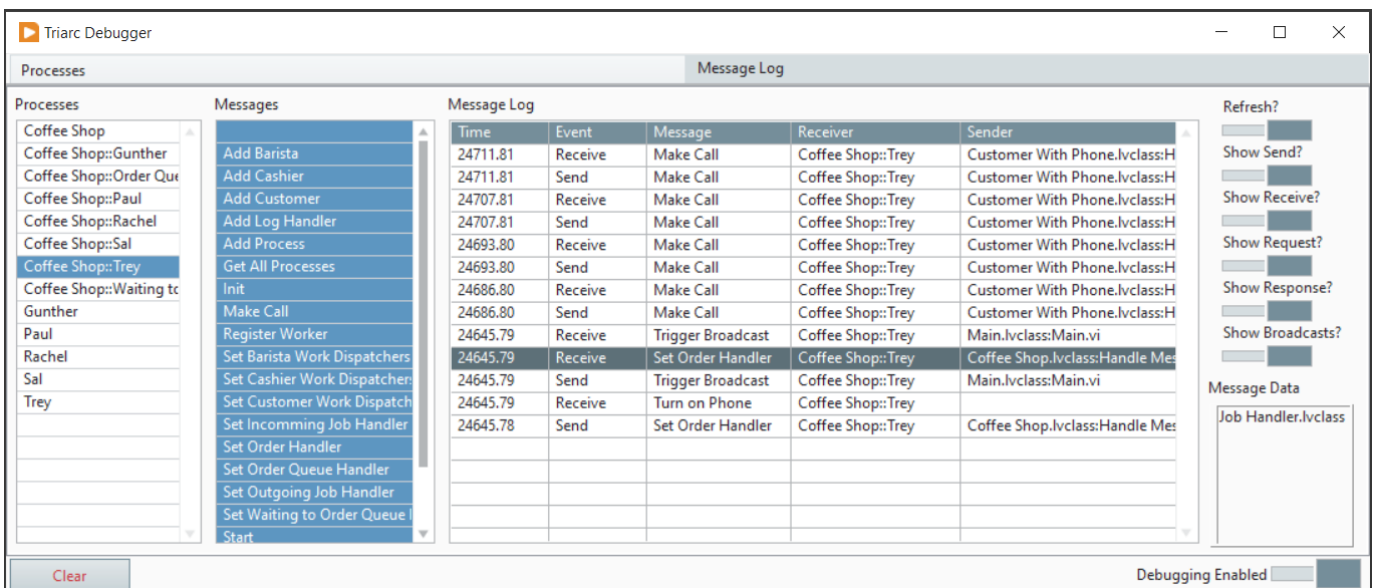 Triarc Debugger
Processes
Message Log
Processes
Coffee Shop
Coffee Shop::Gunther
Coffee Shop::Order Que
Coffee Shop::Paul
Coffee Shop::Rachel
Coffee Shop::Sal
Coffee Shop::Trey
Coffee Shop::Waiting to
Gunther
Paul
Rachel
Sal
Trey
Messages
Add Barista
Add Cashier
Add Customer
Add Log Handler
Add Process
Get All Processes
Init
Make Call
Register Worker
Set Barista Work Dispatchers
Set Cashier Work Dispatchers
Set Customer Work Dispatch
Set Incomming Job Handler
Set Order Handler
Set Order Queue Handler
Set Outgoing Job Handler
Set Waiting to Order Queue
Start
Message Log
Time Event Message Receiver Sender
24711.81 Receive Make Call Coffee Shop::Trey Customer With Phone.lvclass:H
24711.81 Send Make Call Coffee Shop::Trey Customer With Phone.lvclass:H
24707.81 Receive Make Call Coffee Shop::Trey Customer With Phone.lvclass:H
24707.81 Send Make Call Coffee Shop::Trey Customer With Phone.lvclass:H
24693.80 Receive Make Call Coffee Shop::Trey Customer With Phone.lvclass:H
24693.80 Send Make Call Coffee Shop::Trey Customer With Phone.lvclass:H
24686.80 Receive Make Call Coffee Shop::Trey Customer With Phone.lvclass:H
24686.80 Send Make Call Coffee Shop::Trey Customer With Phone.lvclass:H
24645.79 Receive Trigger Broadcast Coffee Shop::Trey Main.lvclass:Main.vi
24645.79 Receive Set Order Handler Coffee Shop::Trey Coffee Shop.lvclass:Handle Mes
24645.79 Send Trigger Broadcast Coffee Shop::Trey Main.lvclass:Main.vi
24645.79 Receive Turn on Phone Coffee Shop::Trey
24645.78 Send Set Order Handler Coffee Shop::Trey Coffee Shop.lvclass:Handle Mes
Refresh?
Show Send?
Show Receive?
Show Request?
Show Response?
Show Broadcasts?
Message Data
Job Handler.lvclass
Clear
Debugging Enabled